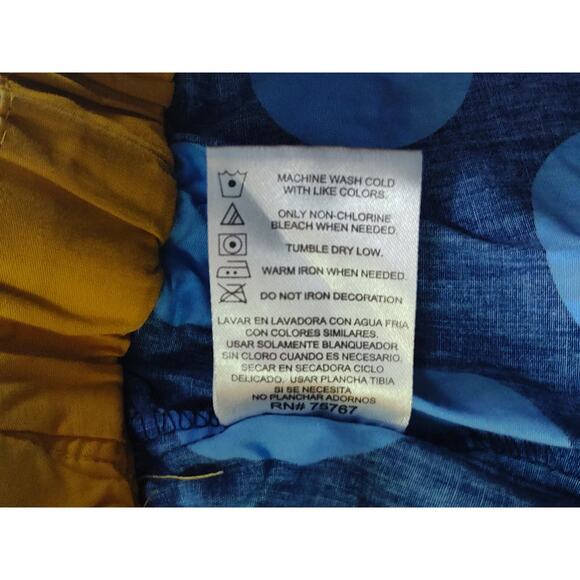 MACHINE WASH COLD
WITH LIKE COLORS.
ONLY NON-CHLORINE
BLEACH WHEN NEEDED.
TUMBLE DRY LOW.
WARM IRON WHEN NEEDED.
DO NOT IRON DECORATION
LAVAR EN LAVADORA CON AGUA FRIA
CON COLORES SIMILARES.
USAR SOLAMENTE BLANQUEADOR
SIN CLORO CUANDO ES NECESARIO.
SECAR EN SECADORA CICLO
DELICADO. USAR PLANCHA TIBIA
SI SE NECESITA
NO PLANCHAR ADORNOS
RN# 75767